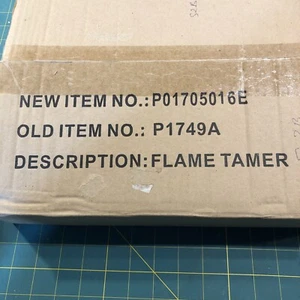 NEW ITEM NO.:P01705016E
OLD ITEM NO.: P1749A
DESCRIPTION:FLAME TAMER